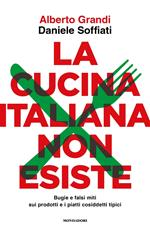 Alberto Grandi
Daniele Soffiati
LA
CUCINA
ITALIANA
NON
ESISTE
Bugie e falsi miti
sui prodotti e i piatti cosiddetti tipici
MONDADORI